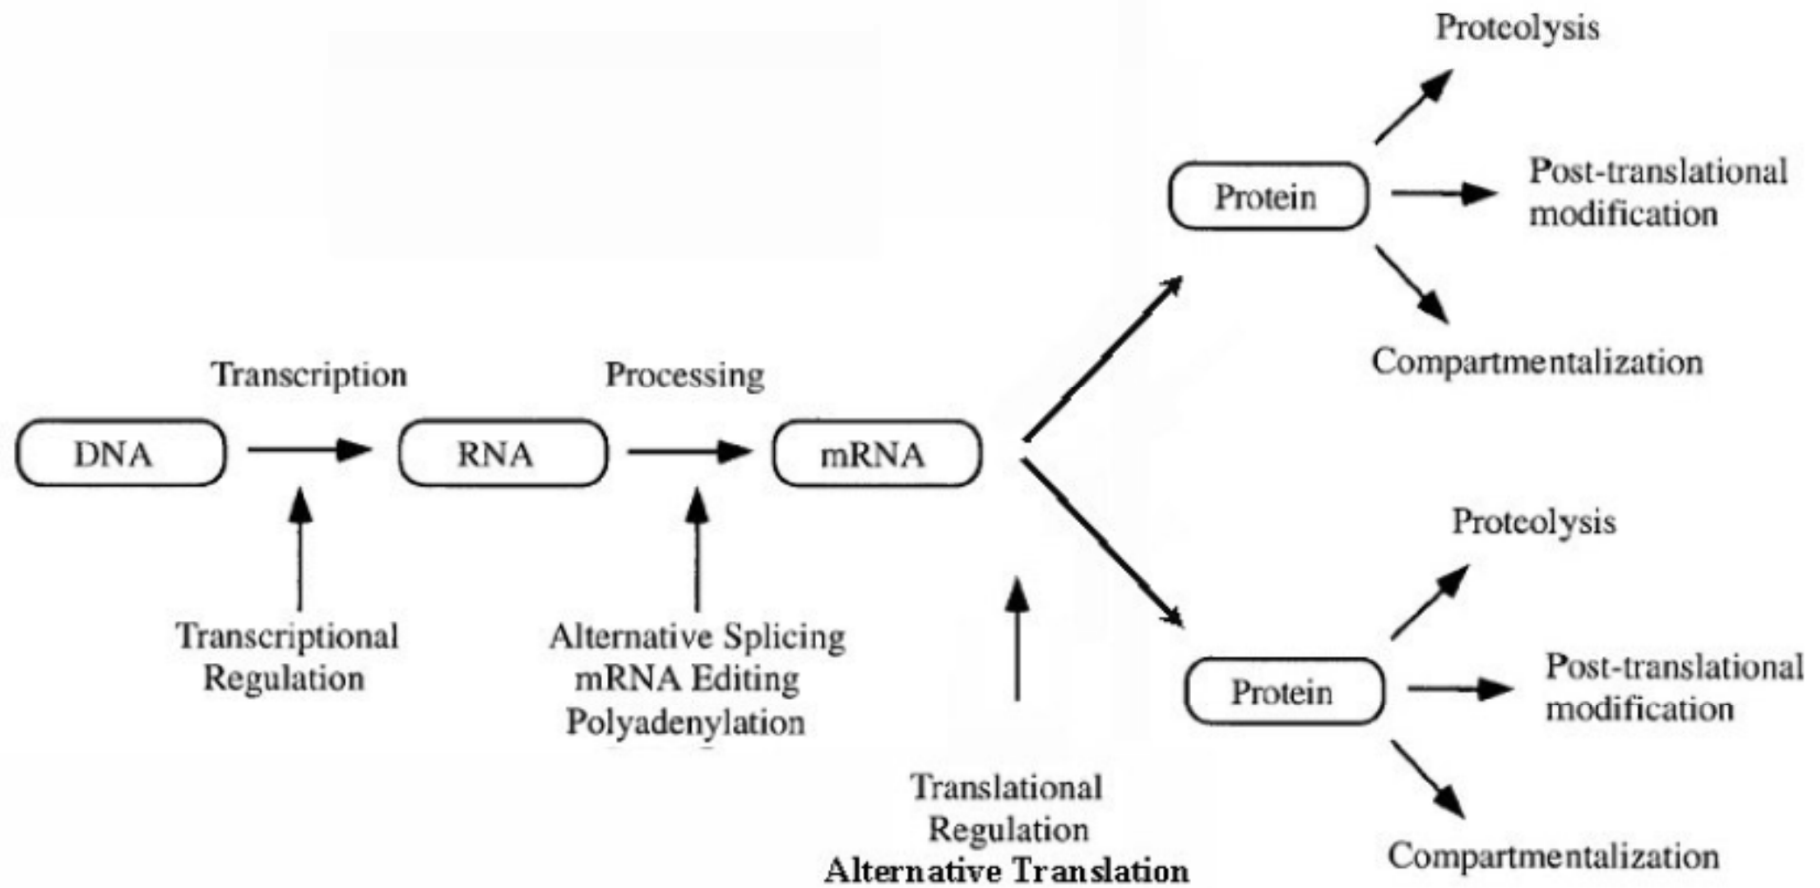 Proteolysis
Protein
Post-translational
modification
Compartmentalization
Transcription
Processing
DNA
RNA
mRNA
Transcriptional
Regulation
Alternative Splicing
mRNA Editing
Polyadenylation
Translational
Regulation
Alternative Translation
Proteolysis
Protein
Post-translational
modification
Compartmentalization